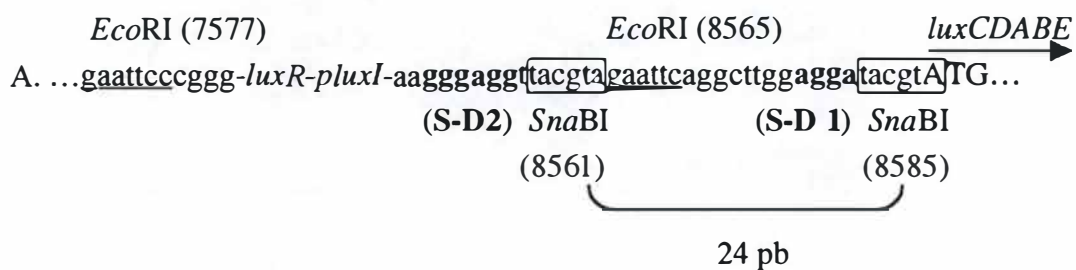 EcoRI (7577) EcoRI (8565) luxCDABE
A. …gaattcccggg-luxR-pluxI-aagggaggttacgtagaattcaggcttggaggatacgtATG…
(S-D2) SnaBI (S-D 1) SnaBI
(8561) (8585)
24 pb